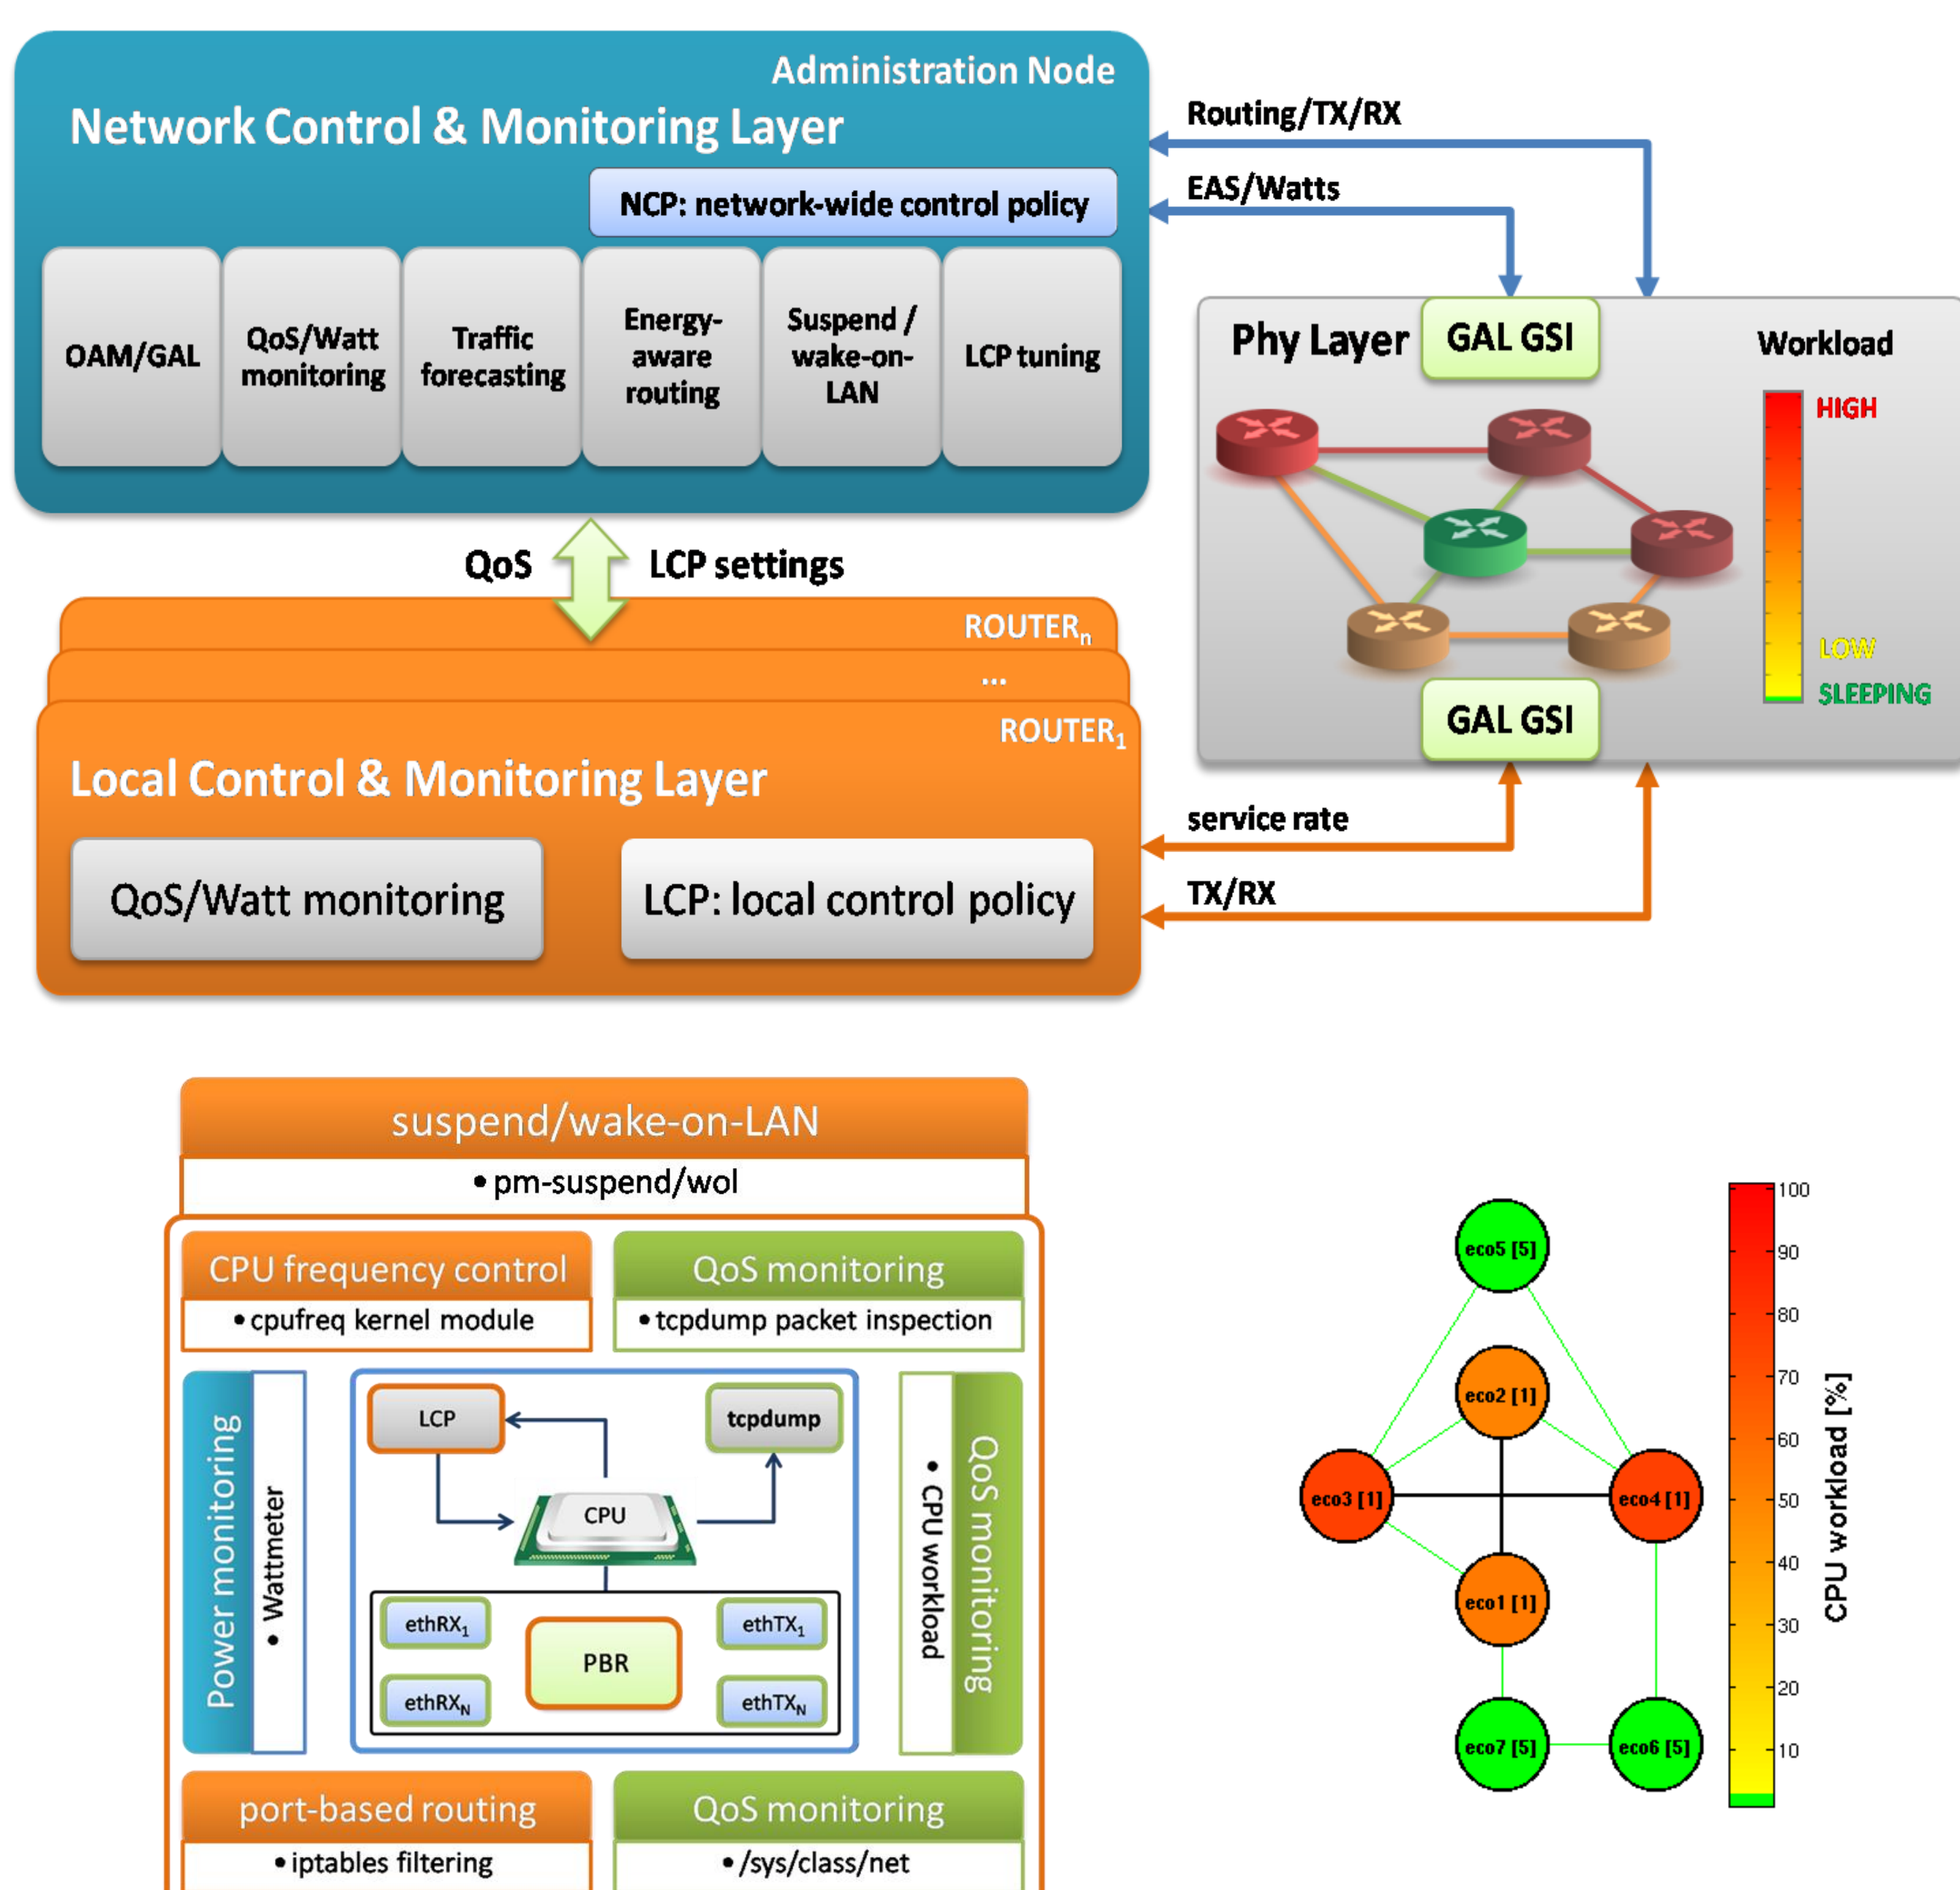 Administration Node
Network Control & Monitoring Layer
NCP: network-wide control policy
OAM/GAL
QoS/Watt
monitoring
Traffic
forecasting
Energy-
aware
routing
Suspend /
wake-on-
LAN
LCP tuning
Routing/TX/RX
EAS/Watts
Phy Layer
GAL GSI
Workload
HIGH
LOW
SLEEPING
GAL GSI
QoS
LCP settings
ROUTERn
...
ROUTER1
Local Control & Monitoring Layer
QoS/Watt monitoring
LCP: local control policy
service rate
TX/RX
suspend/wake-on-LAN
• pm-suspend/wol
CPU frequency control
• cpufreq kernel module
QoS monitoring
• tcpdump packet inspection
Power monitoring
• Wattmeter
LCP
tcpdump
CPU
ethRX1
ethTX1
PBR
ethRXN
ethTXN
• CPU workload
QoS monitoring
port-based routing
• iptables filtering
QoS monitoring
• /sys/class/net
eco5 [5]
eco2 [1]
eco3 [1]
eco4 [1]
eco1 [1]
eco7 [5]
eco6 [5]
100
90
80
70
60
50
40
30
20
10
CPU workload [%]